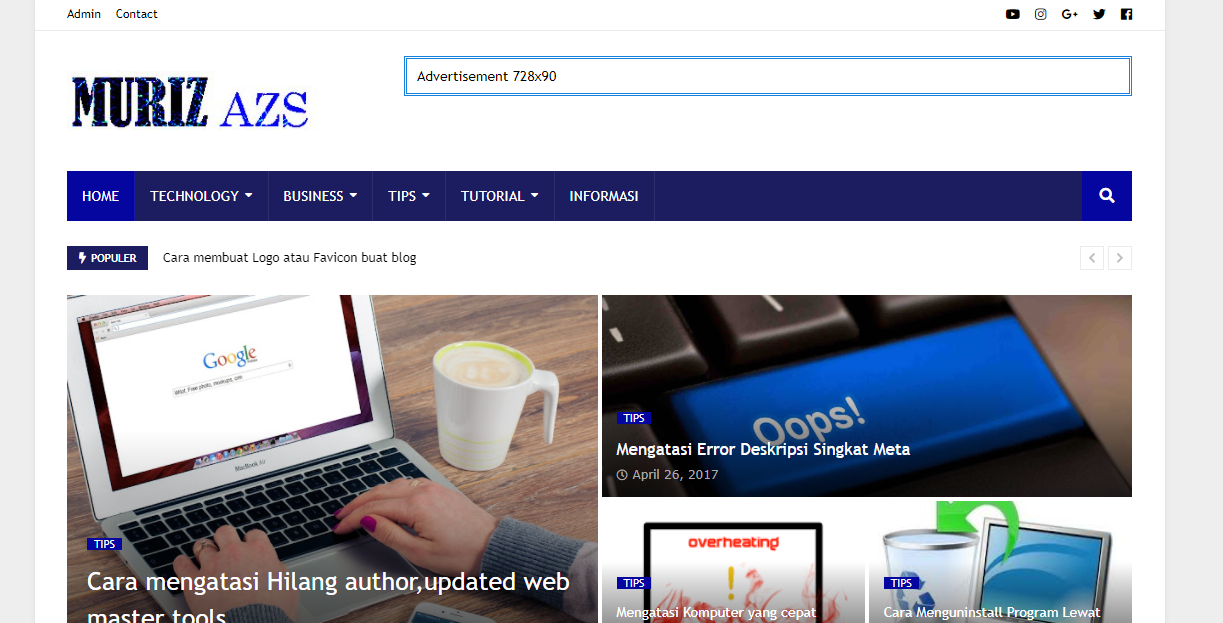 Admin Contact
MURIZ AZS
Advertisement 728x90
HOME TECHNOLOGY BUSINESS TIPS TUTORIAL INFORMASI
POPULER Cara membuat Logo atau Favicon buat blog
Google
MacBook Air
TIPS
Cara mengatasi Hilang author,updated web
master tools
Oops!
TIPS
Mengatasi Error Deskripsi Singkat Meta
April 26, 2017
overheating
!
TIPS
Mengatasi Komputer yang cepat
TIPS
Cara Menguninstall Program Lewat